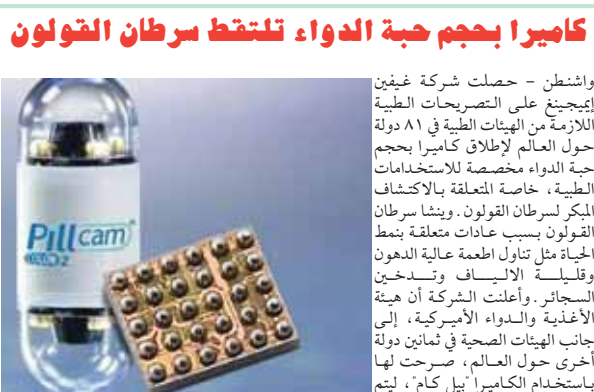 كاميرا بحجم حبة الدواء تلتقط سرطان القولون
واشنطن – حصلت شركة غيفين
إيميجينغ على التصريحات الطبية
اللازمة من الهيئات الطبية في ٨١ دولة
حول العالم لإطلاق كاميرا بحجم
حبة الدواء مخصصة للاستخدامات
الطبية، خاصة المتعلقة بالاكتشاف
المبكر لسرطان القولون. وينشا سرطان
القولون بسبب عادات متعلقة بنمط
الحياة مثل تناول اطعمة عالية الدهون
وقليلة الالياف وتدخين
السجائر. وأعلنت الشركة أن هيئة
الأغذية والدواء الأميركية، إلى
جانب الهيئات الصحية في ثمانين دولة
أخرى حول العالم، صرحت لها
باستخدام الكاميرا "بيل كام"، ليتم
Pillcam
COLON 2